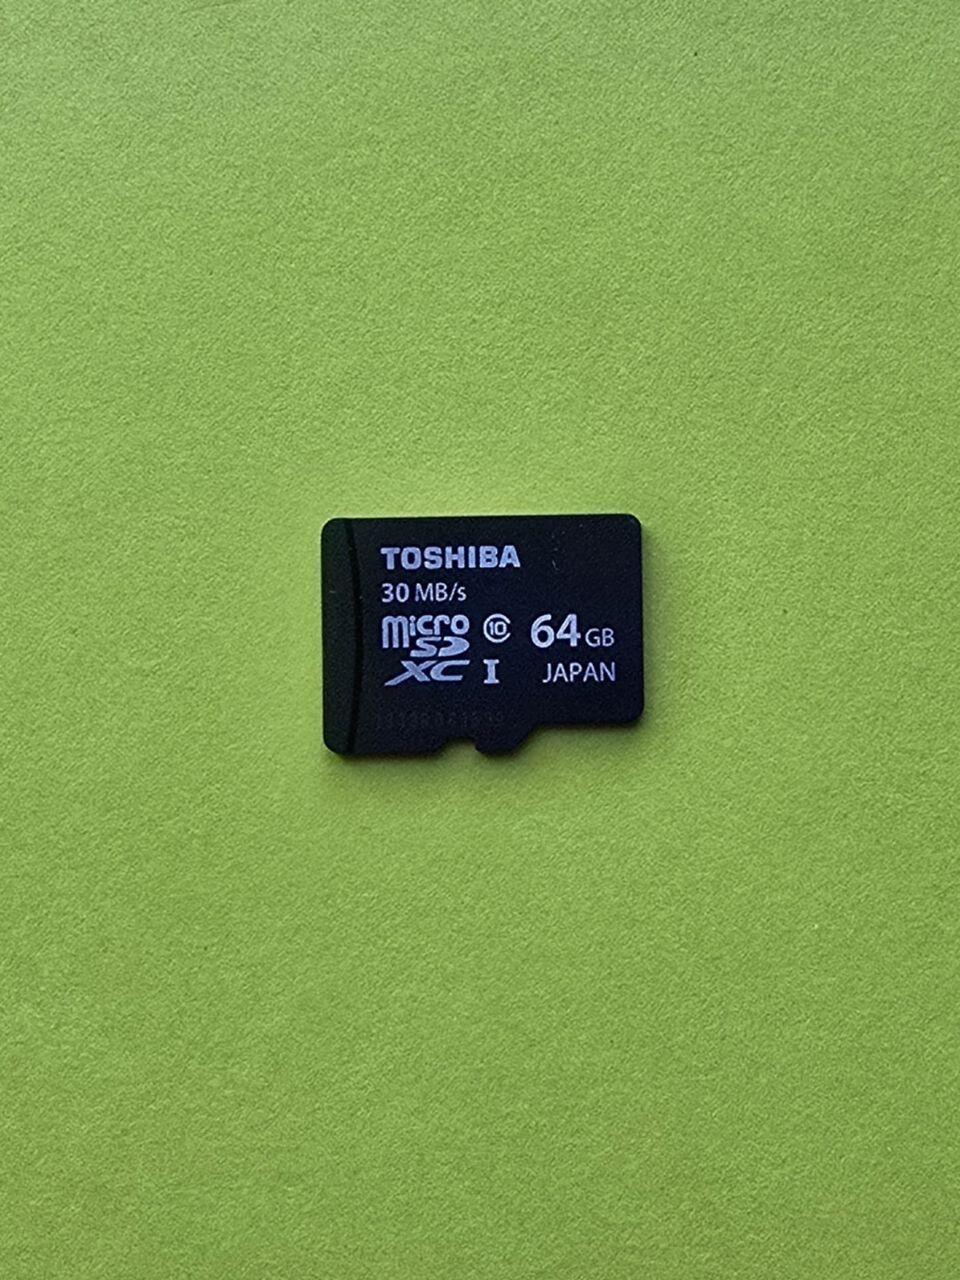 TOSHIBA
30 MB/s
micro SD XC I
10
64 GB
JAPAN